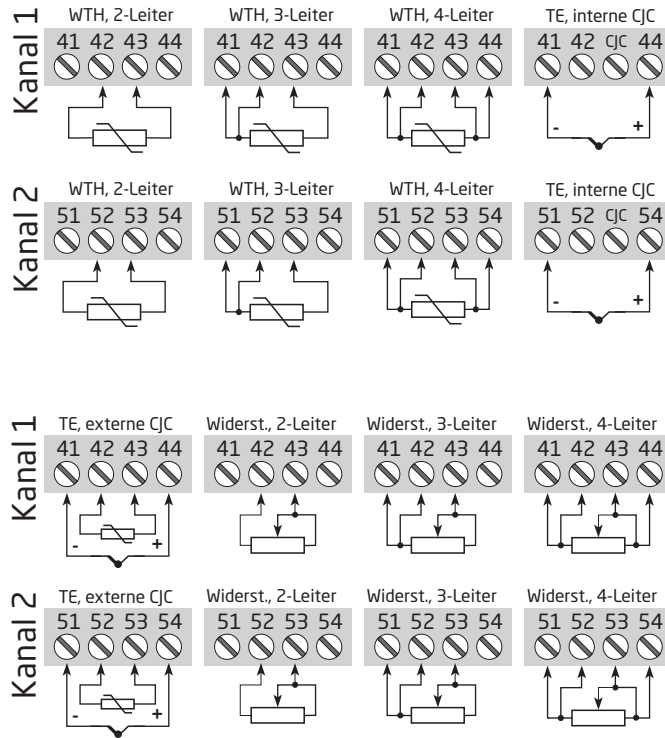 Kanal 1
WTH, 2-Leiter
WTH, 3-Leiter
WTH, 4-Leiter
TE, interne CJC
41 42 43 44
41 42 43 44
41 42 43 44
41 42 CJC 44
- +
Kanal 2
WTH, 2-Leiter
WTH, 3-Leiter
WTH, 4-Leiter
TE, interne CJC
51 52 53 54
51 52 53 54
51 52 53 54
51 52 CJC 54
- +
Kanal 1
TE, externe CJC
Widerst., 2-Leiter
Widerst., 3-Leiter
Widerst., 4-Leiter
41 42 43 44
41 42 43 44
41 42 43 44
41 42 43 44
- +
Kanal 2
TE, externe CJC
Widerst., 2-Leiter
Widerst., 3-Leiter
Widerst., 4-Leiter
51 52 53 54
51 52 53 54
51 52 53 54
51 52 53 54
- +